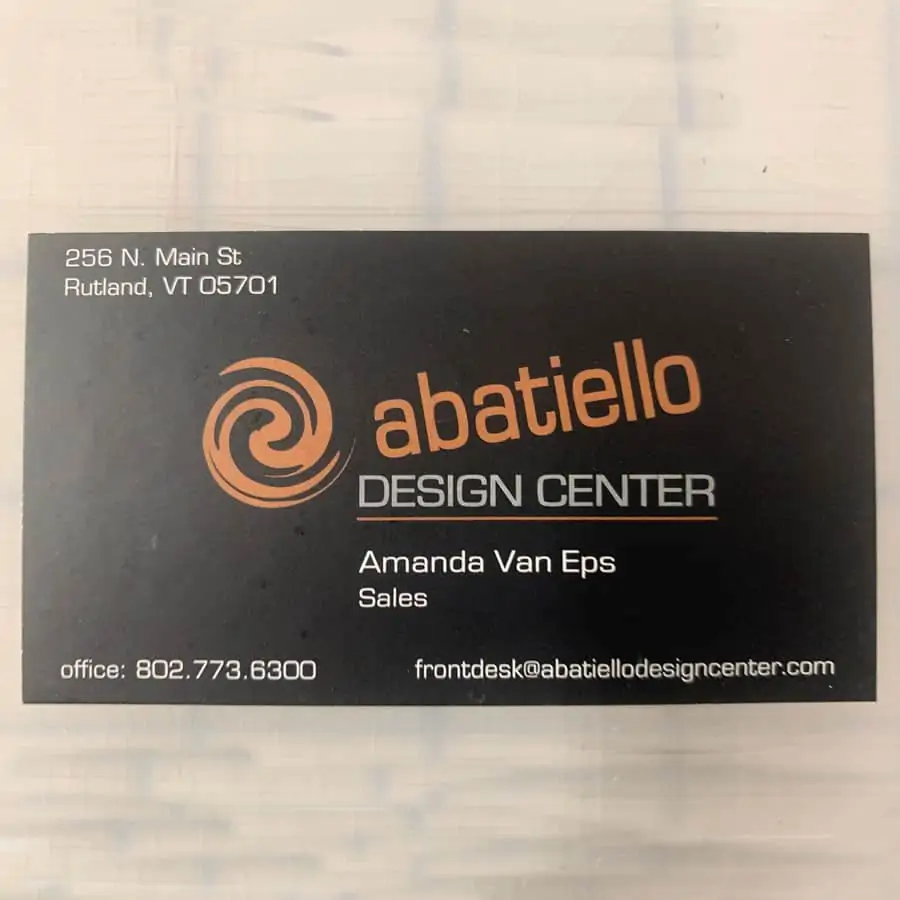 256 N. Main St
Rutland, VT 05701
abatiello
DESIGN CENTER
Amanda Van Eps
Sales
office: 802.773.6300
frontdesk@abatiellodesigncenter.com